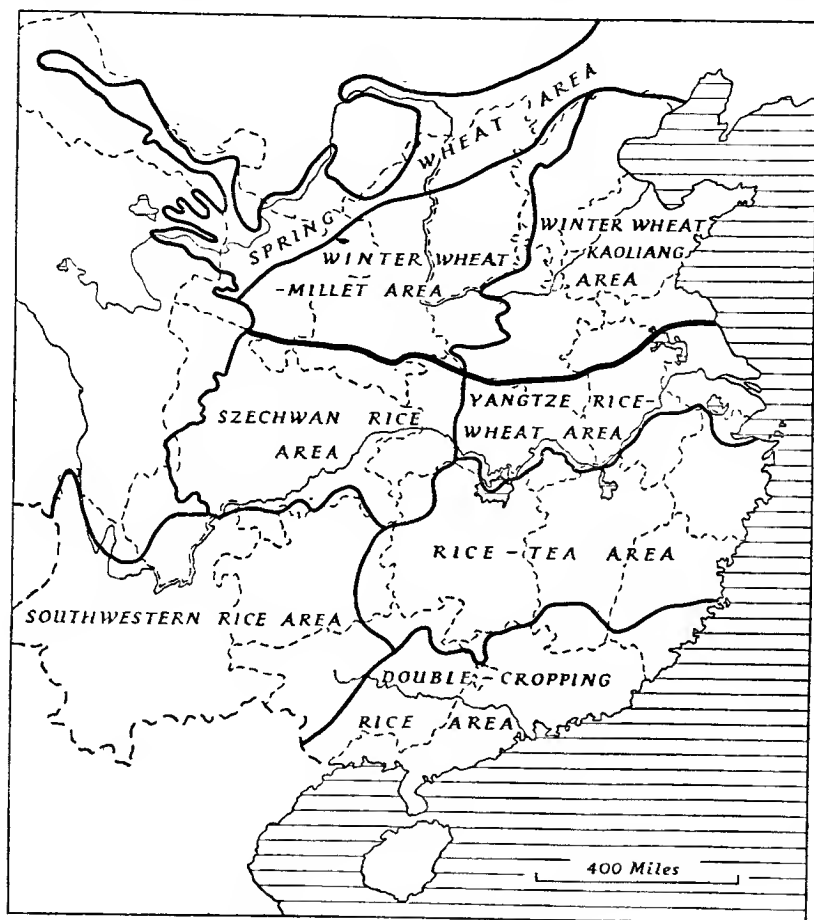 SPRING WHEAT AREA
WINTER WHEAT
-MILLET AREA
WINTER WHEAT
-KAOLIANG
AREA
SZECHWAN RICE
AREA
YANGTZE RICE-
WHEAT AREA
RICE-TEA AREA
SOUTHWESTERN RICE AREA
DOUBLE-CROPPING
RICE AREA
400 Miles